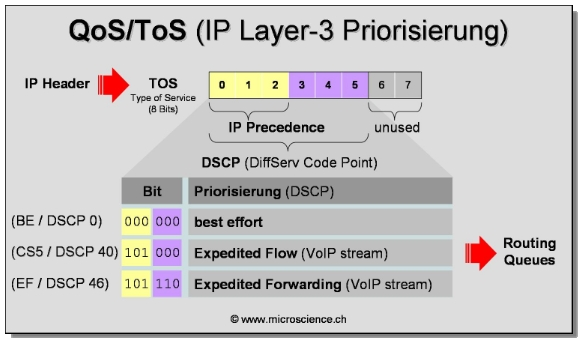 QoS/ToS (IP Layer-3 Priorisierung)
IP Header
TOS
Type of Service
(8 Bits)
0 1 2 3 4 5 6 7
IP Precedence
unused
DSCP (DiffServ Code Point)
Bit Priorisierung (DSCP)
(BE / DSCP 0) 000 000 best effort
(CS5 / DSCP 40) 101 000 Expedited Flow (VoIP stream)
(EF / DSCP 46) 101 110 Expedited Forwarding (VoIP stream)
Routing
Queues
© www.microscience.ch